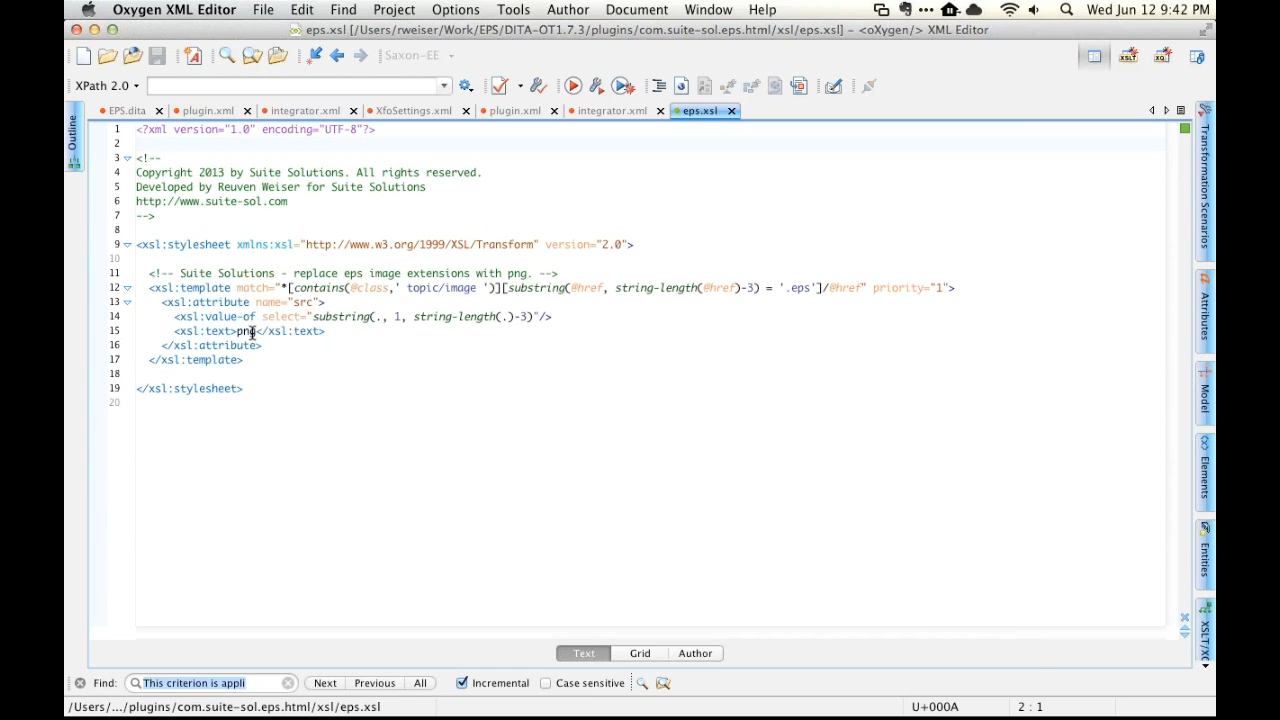 Oxygen XML Editor File Edit Find Project Options Tools Author Document Window Help Wed Jun 12 9:42 PM
eps.xsl [/Users/rweiser/Work/EPS/DITA-OT1.7.3/plugins/com.suite-sol.eps.html/xsl/eps.xsl] - <oXygen/> XML Editor
Saxon-EE
XPath 2.0
EPS.dita plugin.xml integrator.xml XfoSettings.xml plugin.xml integrator.xml eps.xsl
1 <?xml version="1.0" encoding="UTF-8"?>
2
3 <!--
4 Copyright 2013 by Suite Solutions. All rights reserved.
5 Developed by Reuven Weiser for Suite Solutions
6 http://www.suite-sol.com
7 -->
8
9 <xsl:stylesheet xmlns:xsl="http://www.w3.org/1999/XSL/Transform" version="2.0">
10
11 <!-- Suite Solutions - replace eps image extensions with png. -->
12 <xsl:template match="*[contains(@class,' topic/image ')][substring(@href, string-length(@href)-3) = '.eps']/@href" priority="1">
13 <xsl:attribute name="src">
14 <xsl:value-of select="substring(., 1, string-length(.)-3)"/>
15 <xsl:text>png</xsl:text>
16 </xsl:attribute>
17 </xsl:template>
18
19 </xsl:stylesheet>
20
Outline
Transformation Scenarios
Attributes
Model
Elements
Entities
Text Grid Author
Find: This criterion is appli Next Previous All Incremental Case sensitive
/Users/.../plugins/com.suite-sol.eps.html/xsl/eps.xsl U+000A 2 : 1